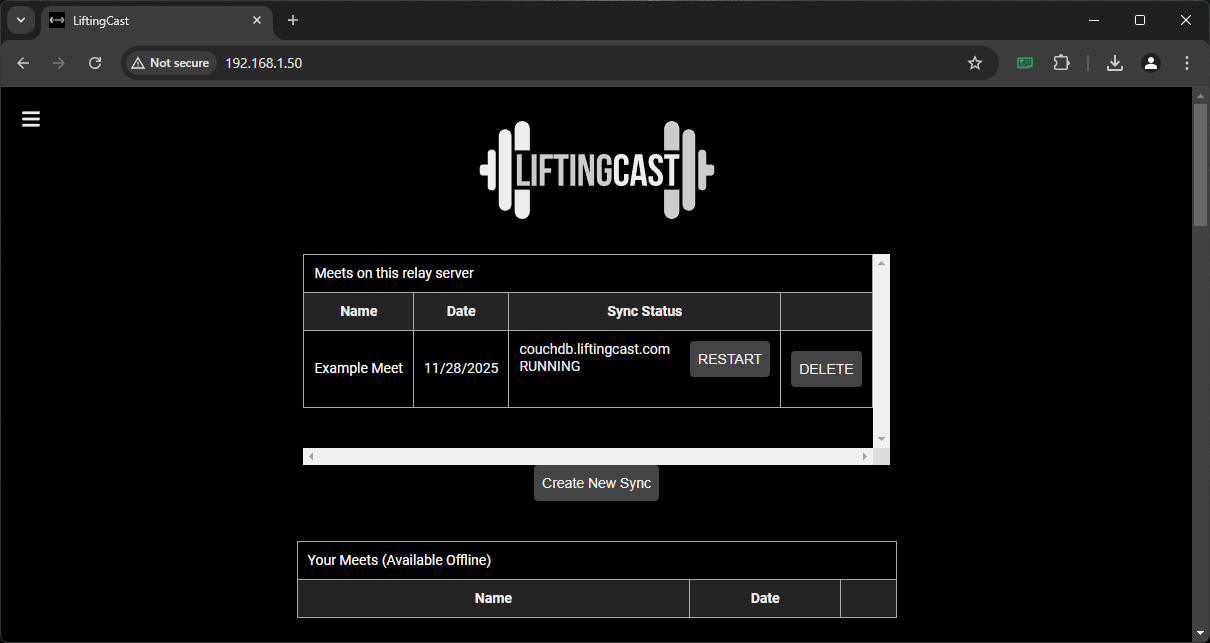 LiftingCast
Not secure
192.168.1.50
LIFTINGCAST
Meets on this relay server
Name Date Sync Status
couchdb.liftingcast.com
RUNNING
RESTART
Example Meet 11/28/2025
DELETE
Create New Sync
Your Meets (Available Offline)
Name Date